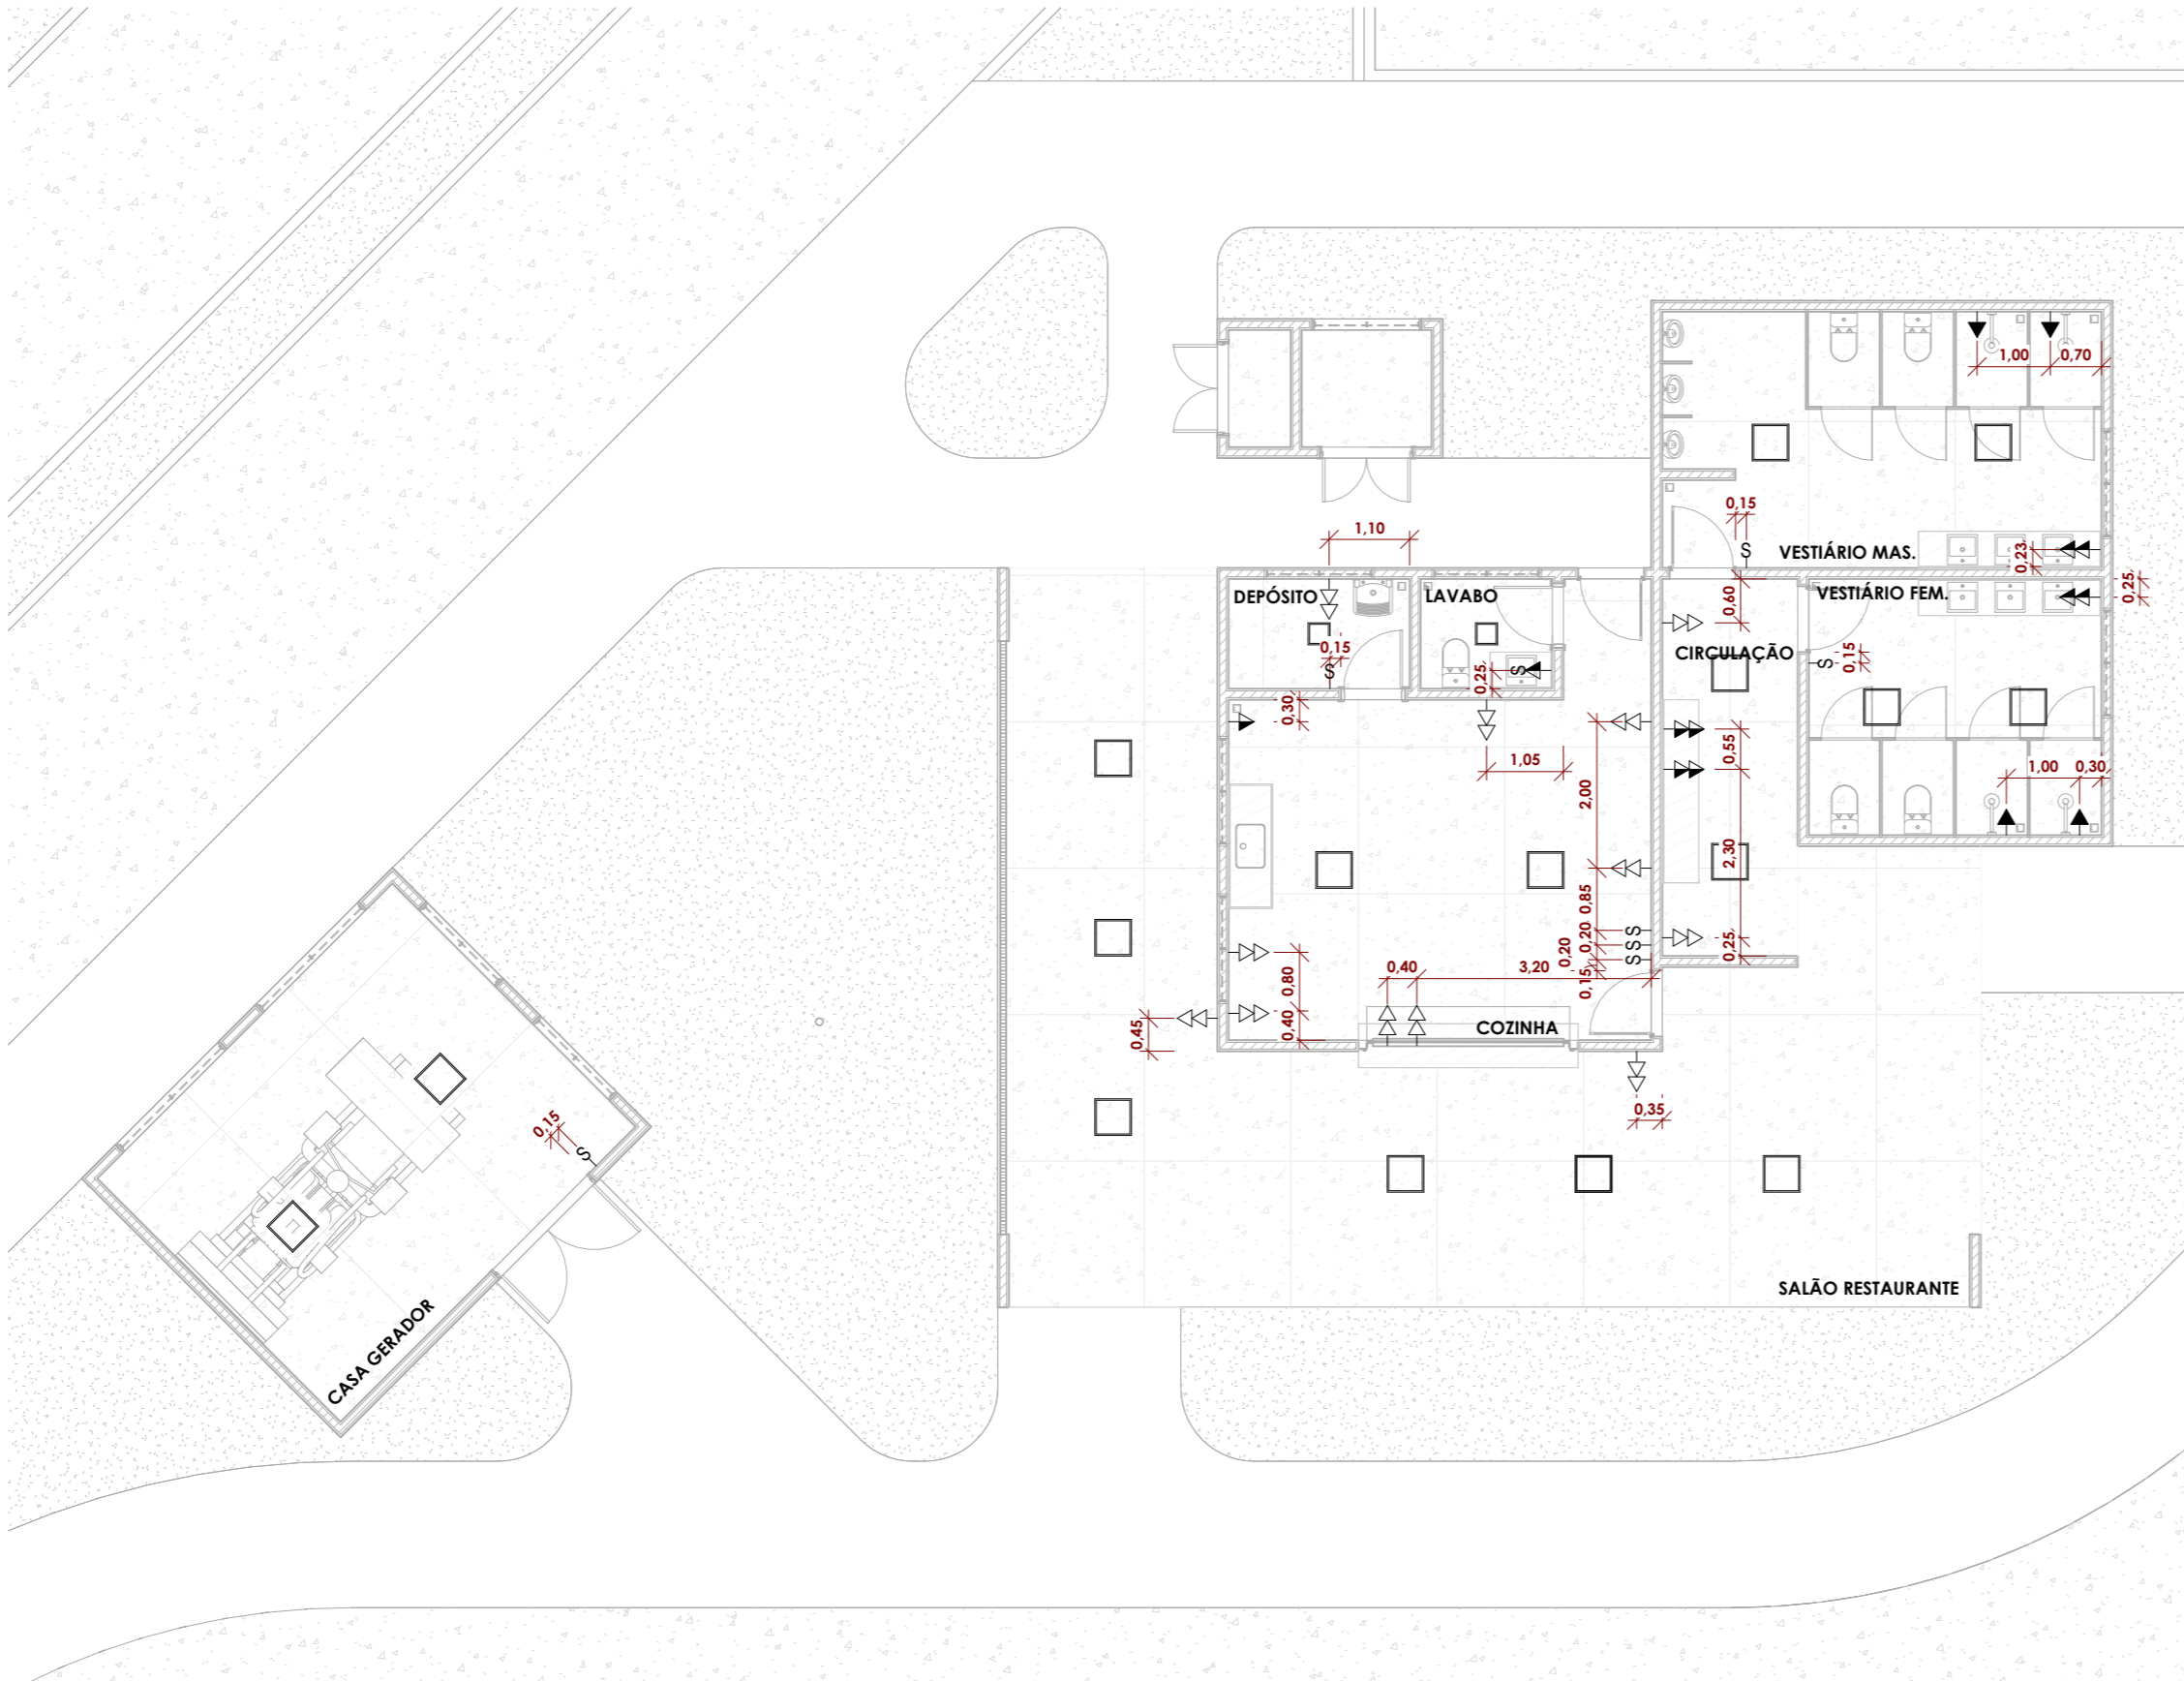 1,00
0,70
0,15
S
VESTIÁRIO MAS.
0,23
1,10
DEPÓSITO
LAVABO
VESTIÁRIO FEM.
0,25
0,60
CIRCULAÇÃO
0,15
S
0,25
S
S
0,15
0,30
1,05
2,00
0,55
1,00
0,30
2,30
0,85
S
0,20
S
0,20
S
0,15
0,25
0,40
3,20
0,80
0,40
0,45
COZINHA
0,35
0,15
S
SALÃO RESTAURANTE
CASA GERADOR